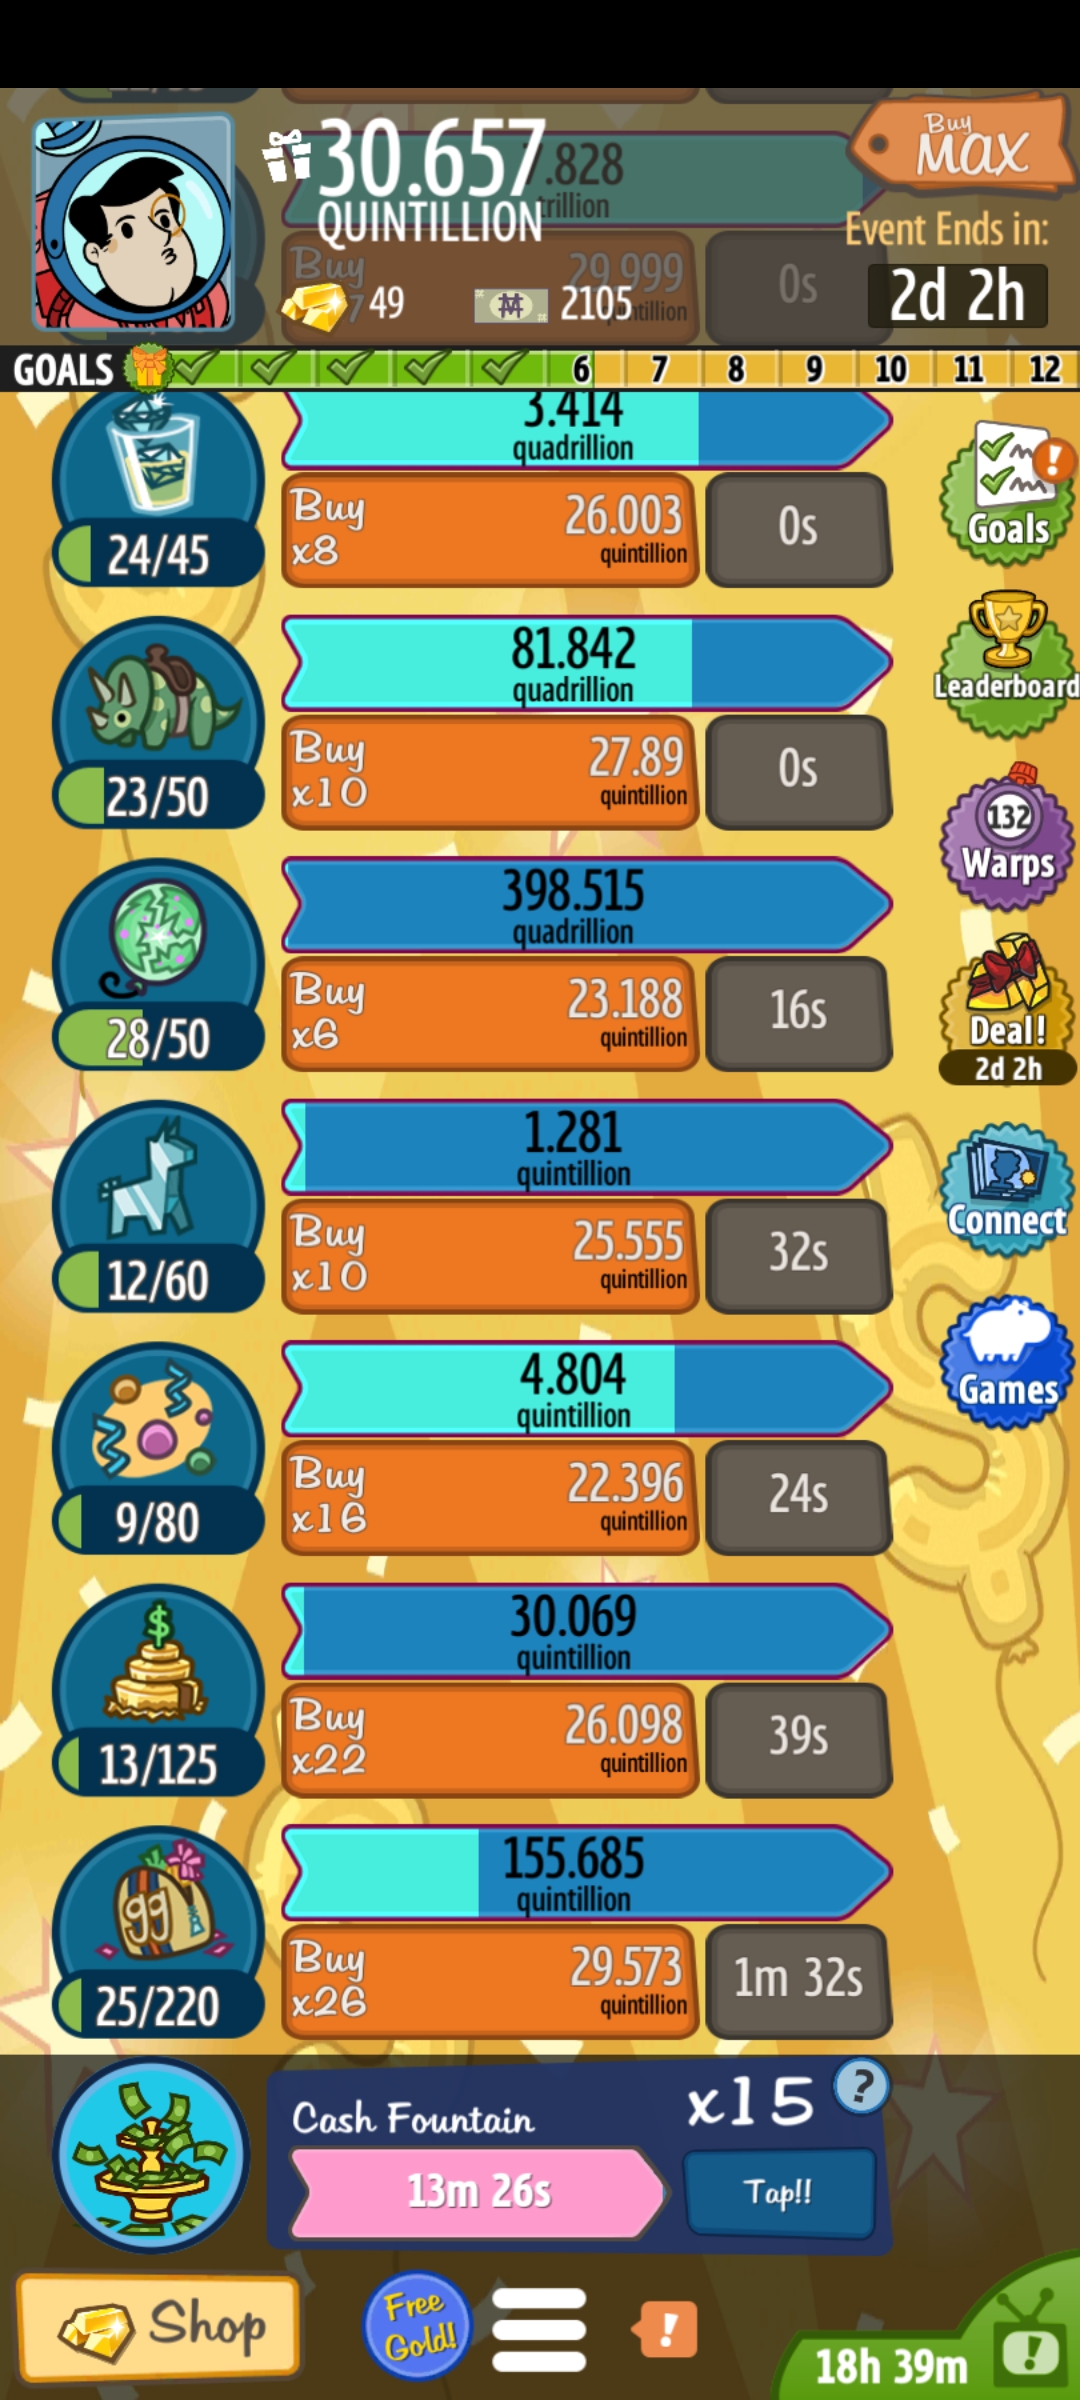 30.657
QUINTILLION
7.828
trillion
Buy
MAX
Event Ends in:
2d 2h
Buy
29.999
0s
49
2105
GOALS 6 7 8 9 10 11 12
3.414
quadrillion
24/45
Buy
x8
26.003
quintillion
0s
Goals
81.842
quadrillion
Leaderboard
23/50
Buy
x10
27.89
quintillion
0s
132
Warps
398.515
quadrillion
28/50
Buy
x6
23.188
quintillion
16s
Deal!
2d 2h
1.281
quintillion
Connect
12/60
Buy
x10
25.555
quintillion
32s
Games
4.804
quintillion
9/80
Buy
x16
22.396
quintillion
24s
$
30.069
quintillion
13/125
Buy
x22
26.098
quintillion
39s
155.685
quintillion
gg
25/220
Buy
x26
29.573
quintillion
1m 32s
Cash Fountain
x15
?
13m 26s
Tap!!
Shop
Free
Gold!
!
18h 39m
!